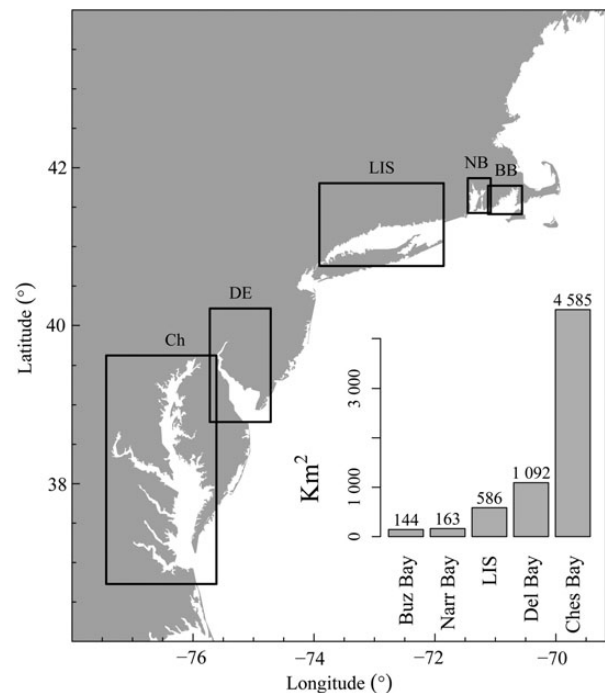 42
40
38
Latitude (°)
LIS
NB
BB
DE
Ch
4 585
1 092
586
163
144
3 000
1 000
0
Km²
Buz Bay
Narr Bay
LIS
Del Bay
Ches Bay
−76
−74
−72
−70
Longitude (°)